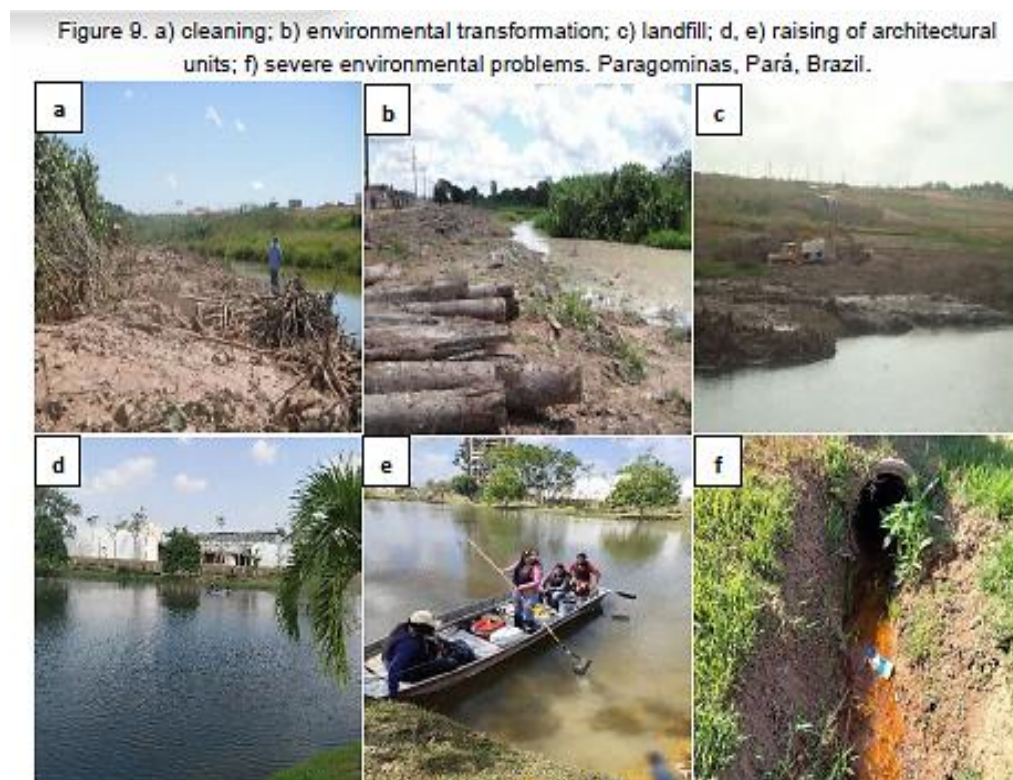 Figure 9. a) cleaning; b) environmental transformation; c) landfill; d, e) raising of architectural
units; f) severe environmental problems. Paragominas, Pará, Brazil.
a
b
c
d
e
f